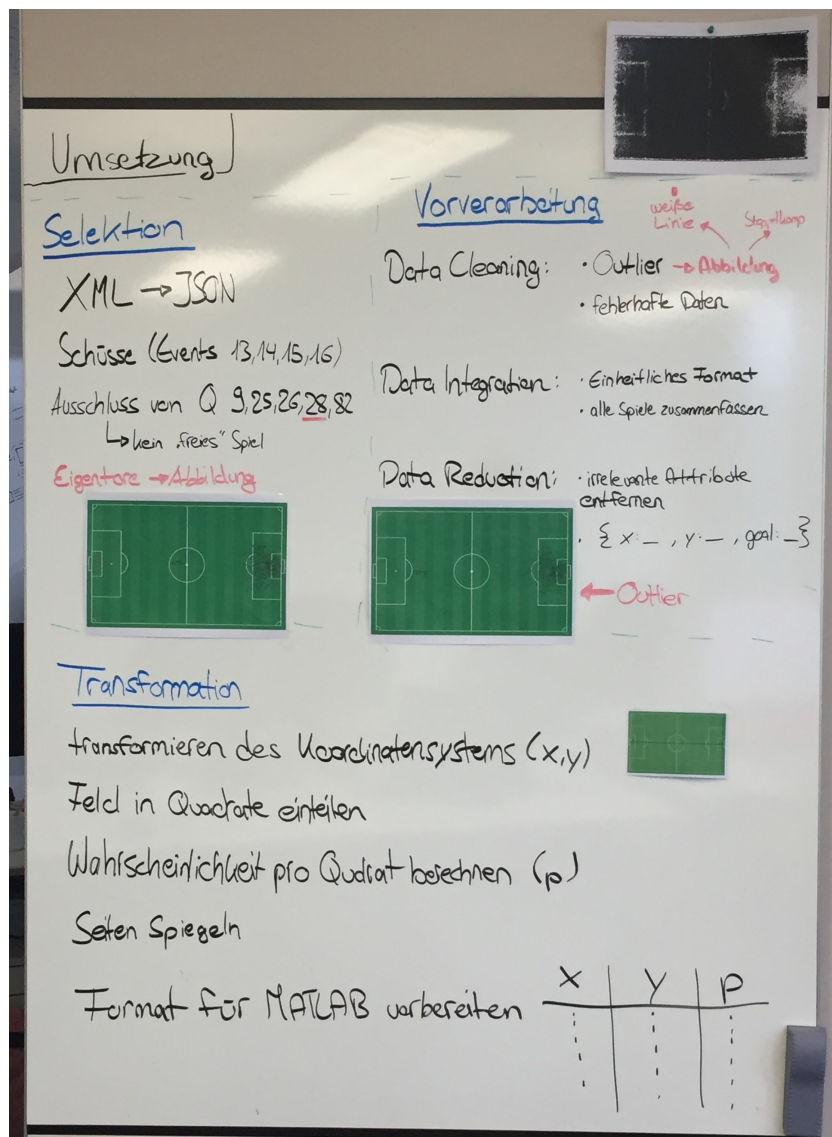 Umsetzung
Selektion
XML → JSON
Schüsse (Events 13,14,15,16)
Ausschluss von Q 9,25,26,28,82
↳ kein „freies" Spiel
Eigentore → Abbildung
Vorverarbeitung
weiße
Linie
Data Cleaning:
• Outlier → Abbildung
• fehlerhafte Daten
Data Integration:
• Einheitliches Format
• alle Spiele zusammenfassen
Data Reduction:
• irrelevante Attribute
entfernen
• { x: _ , y: _ , goal: _ }
← Outlier
Transformation
transformieren des Koordinatensystems (x,y)
Feld in Quadrate einteilen
Wahrscheinlichkeit pro Qudrat berechnen (p)
Seiten Spiegeln
Format für MATLAB vorbereiten
X | Y | P